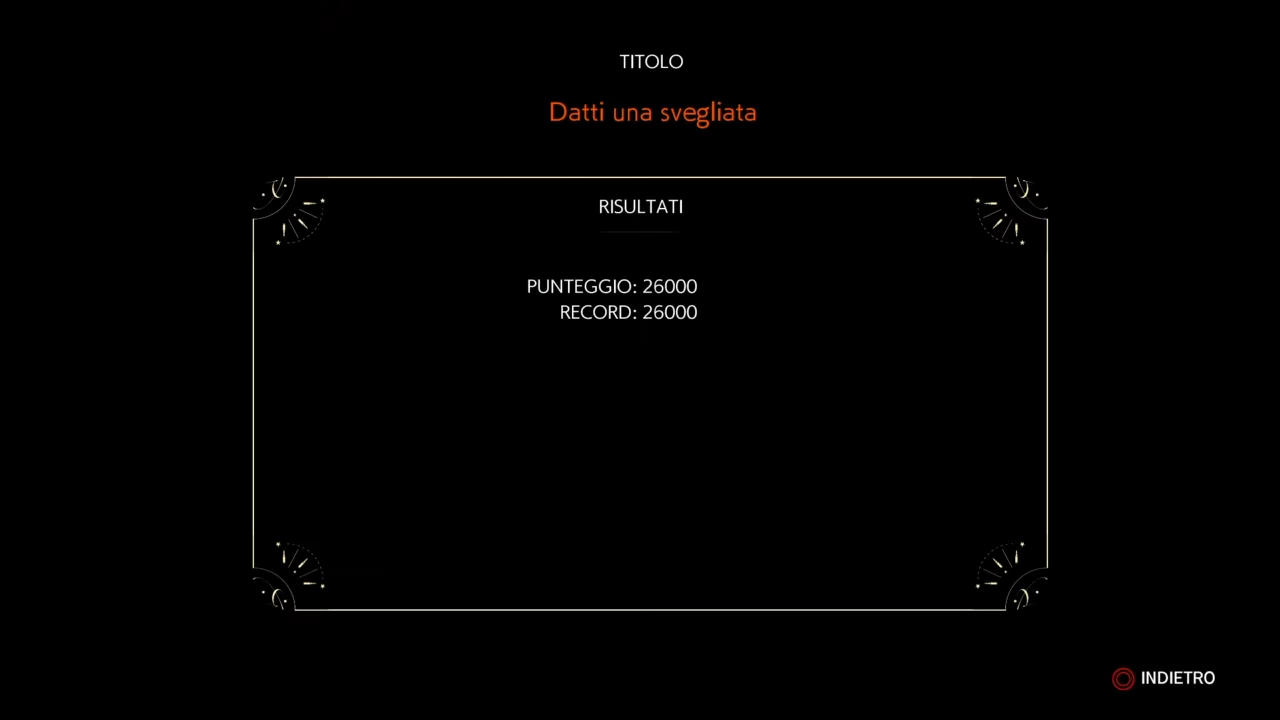 TITOLO
Datti una svegliata
RISULTATI
PUNTEGGIO: 26000
RECORD: 26000
INDIETRO